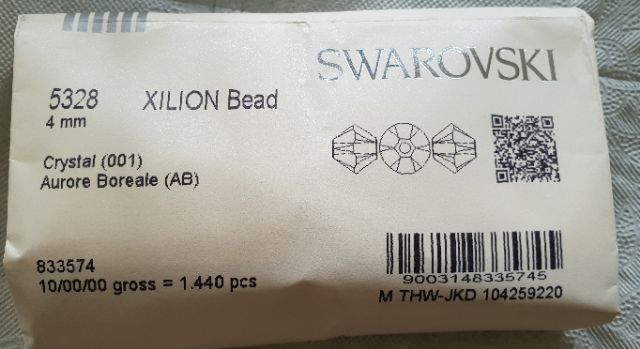 SWAROVSKI
5328 XILION Bead
4 mm
Crystal (001)
Aurore Boreale (AB)
833574
10/00/00 gross = 1.440 pcs
9003148335745
M THW-JKD 104259220